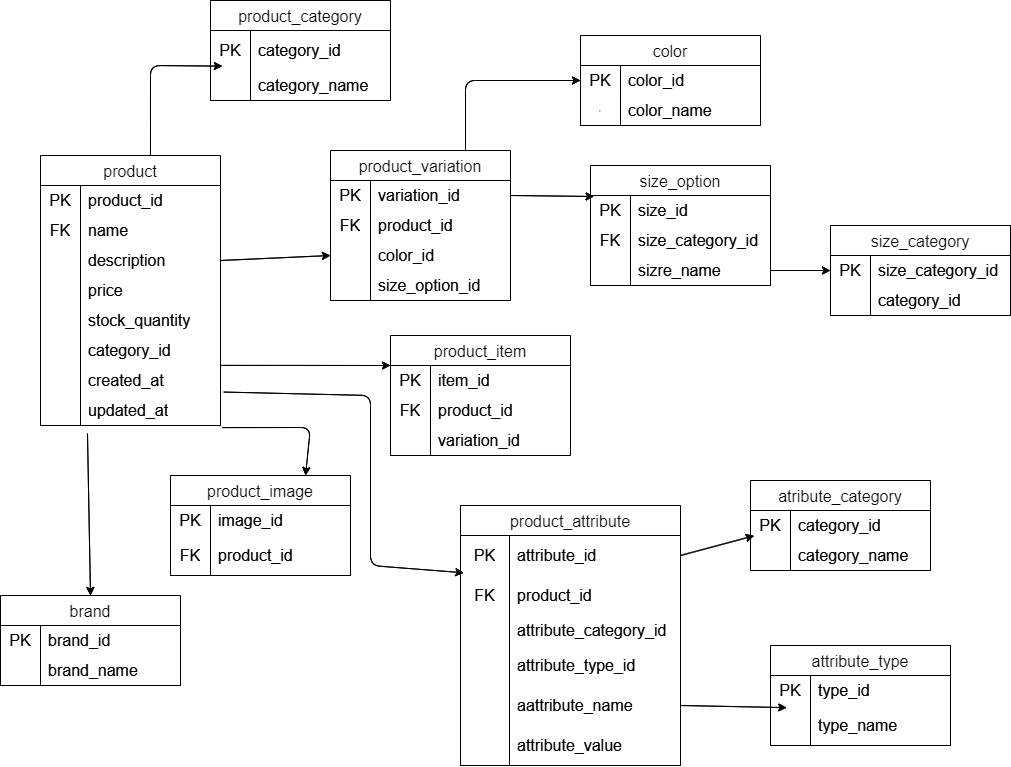 product_category
PK category_id
category_name
color
PK color_id
color_name
product
PK product_id
FK name
description
price
stock_quantity
category_id
created_at
updated_at
product_variation
PK variation_id
FK product_id
color_id
size_option_id
size_option
PK size_id
FK size_category_id
sizre_name
size_category
PK size_category_id
category_id
product_item
PK item_id
FK product_id
variation_id
product_image
PK image_id
FK product_id
product_attribute
PK attribute_id
FK product_id
attribute_category_id
attribute_type_id
aattribute_name
attribute_value
atribute_category
PK category_id
category_name
brand
PK brand_id
brand_name
attribute_type
PK type_id
type_name